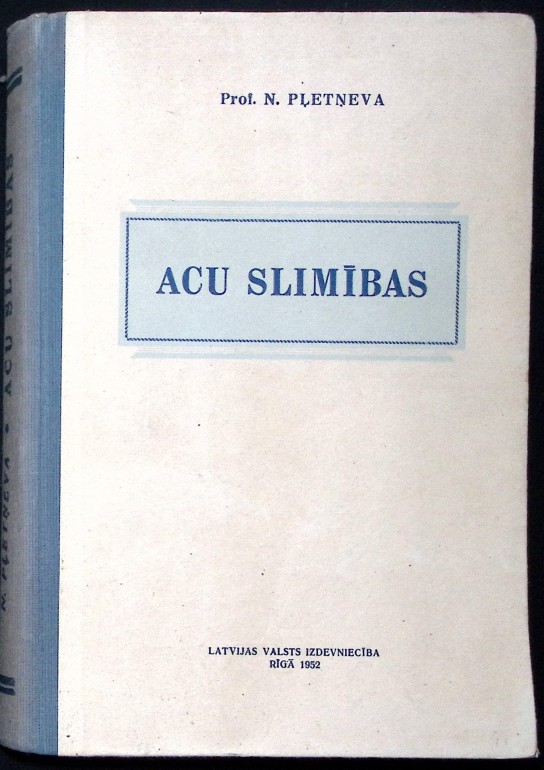 Prof. N. PĻETŅEVA
ACU SLIMĪBAS
LATVIJAS VALSTS IZDEVNIECĪBA
RĪGĀ 1952
N. PĻETŅEVA • ACU SLIMĪBAS